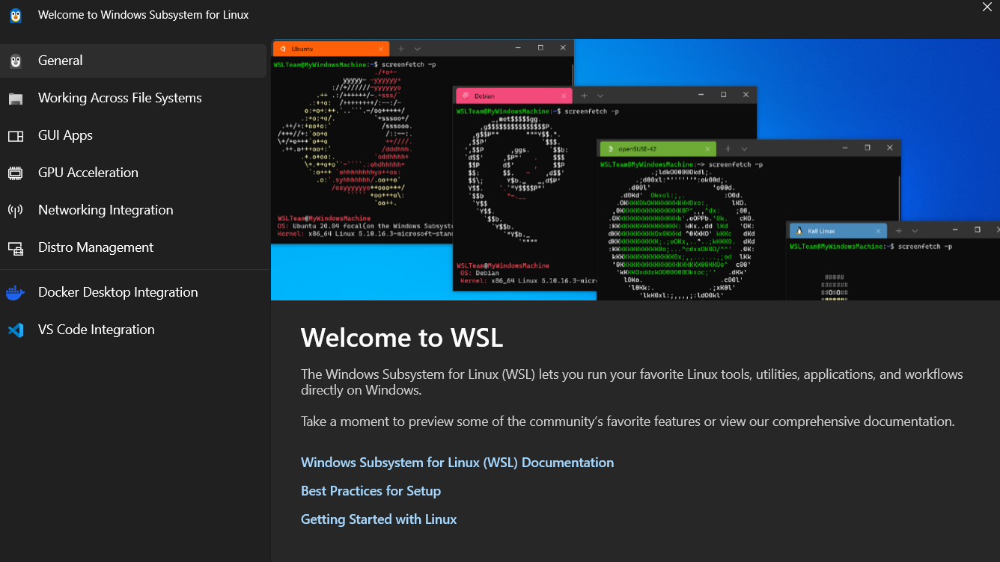 Welcome to Windows Subsystem for Linux
General
Working Across File Systems
GUI Apps
GPU Acceleration
Networking Integration
Distro Management
Docker Desktop Integration
VS Code Integration
Ubuntu
WSLTeam@MyWindowsMachine:~$ screenfetch -p
WSLTeam@MyWindowsMachine
OS: Ubuntu 20.04 focal(on the Windows Subsyst
Kernel: x86_64 Linux 5.10.16.3-microsoft-stan
Debian
WSLTeam@MyWindowsMachine:~$ screenfetch -p
WSLTeam@MyWindowsMachine
OS: Debian
Kernel: x86_64 Linux 5.10.16.3-micro
openSUSE-42
WSLTeam@MyWindowsMachine:~> screenfetch -p
Kali Linux
WSLTeam@MyWindowsMachine:~$ screenfetch -p
Welcome to WSL
The Windows Subsystem for Linux (WSL) lets you run your favorite Linux tools, utilities, applications, and workflows
directly on Windows.
Take a moment to preview some of the community’s favorite features or view our comprehensive documentation.
Windows Subsystem for Linux (WSL) Documentation
Best Practices for Setup
Getting Started with Linux